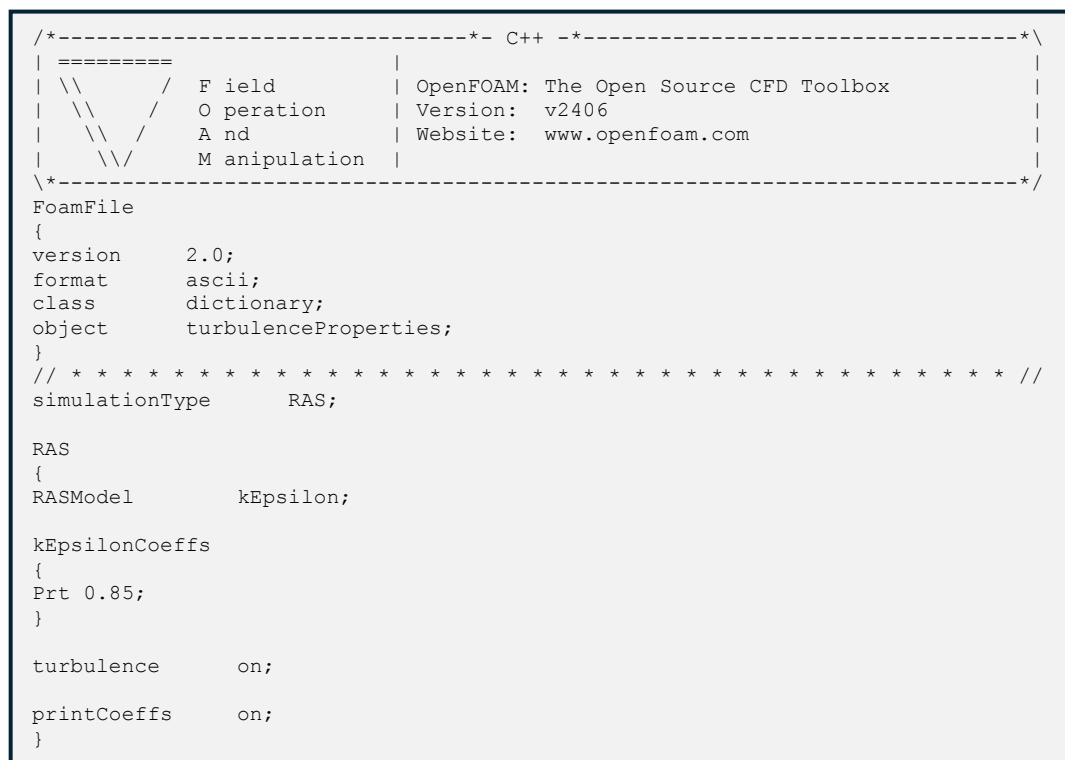 /*--------------------------------*- C++ -*----------------------------------*\
| =========                 |                                                 |
| \\      /  F ield         | OpenFOAM: The Open Source CFD Toolbox           |
|  \\    /   O peration     | Version:  v2406                                 |
|   \\  /    A nd           | Website:  www.openfoam.com                      |
|    \\/     M anipulation  |                                                 |
\*---------------------------------------------------------------------------*/
FoamFile
{
version     2.0;
format      ascii;
class       dictionary;
object      turbulenceProperties;
}
// * * * * * * * * * * * * * * * * * * * * * * * * * * * * * * * * * * * * * //
simulationType      RAS;

RAS
{
RASModel        kEpsilon;

kEpsilonCoeffs
{
Prt 0.85;
}

turbulence      on;

printCoeffs     on;
}